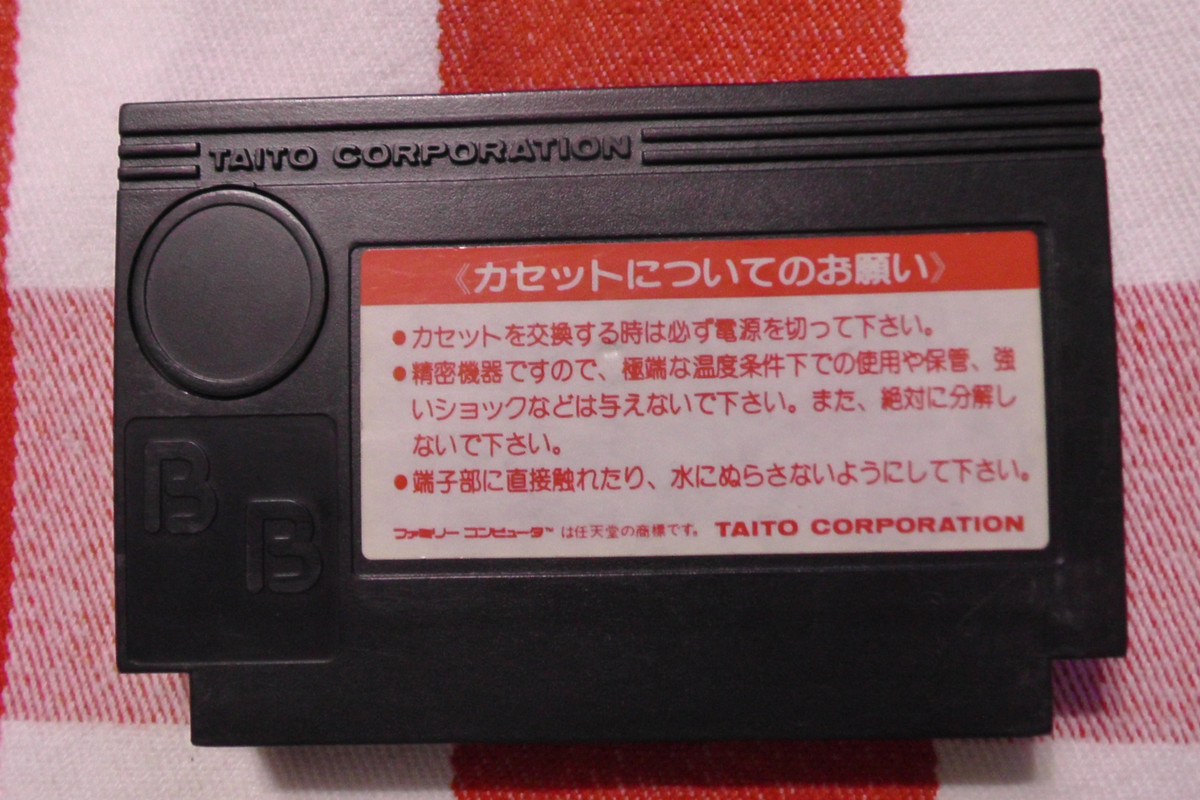 TAITO CORPORATION
《カセットについてのお願い》
●カセットを交換する時は必ず電源を切って下さい。
●精密機器ですので、極端な温度条件下での使用や保管、強
いショックなどは与えないで下さい。また、絶対に分解し
ないで下さい。
●端子部に直接触れたり、水にぬらさないようにして下さい。
ファミリーコンピュータ™は任天堂の商標です。 TAITO CORPORATION
B
B